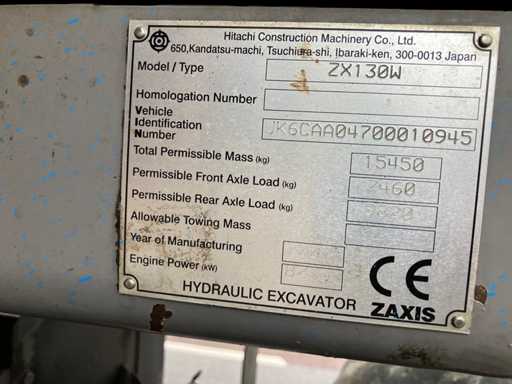 Hitachi Construction Machinery Co., Ltd.
650,Kandatsu-machi, Tsuchiura-shi, Ibaraki-ken, 300-0013 Japan
Model / Type ZX130W
Homologation Number
Vehicle
Identification
Number JK6CAA04700010945
Total Permissible Mass (kg) 15450
Permissible Front Axle Load (kg)
Permissible Rear Axle Load (kg)
Allowable Towing Mass
Year of Manufacturing
Engine Power (kW)
HYDRAULIC EXCAVATOR
CE
ZAXIS